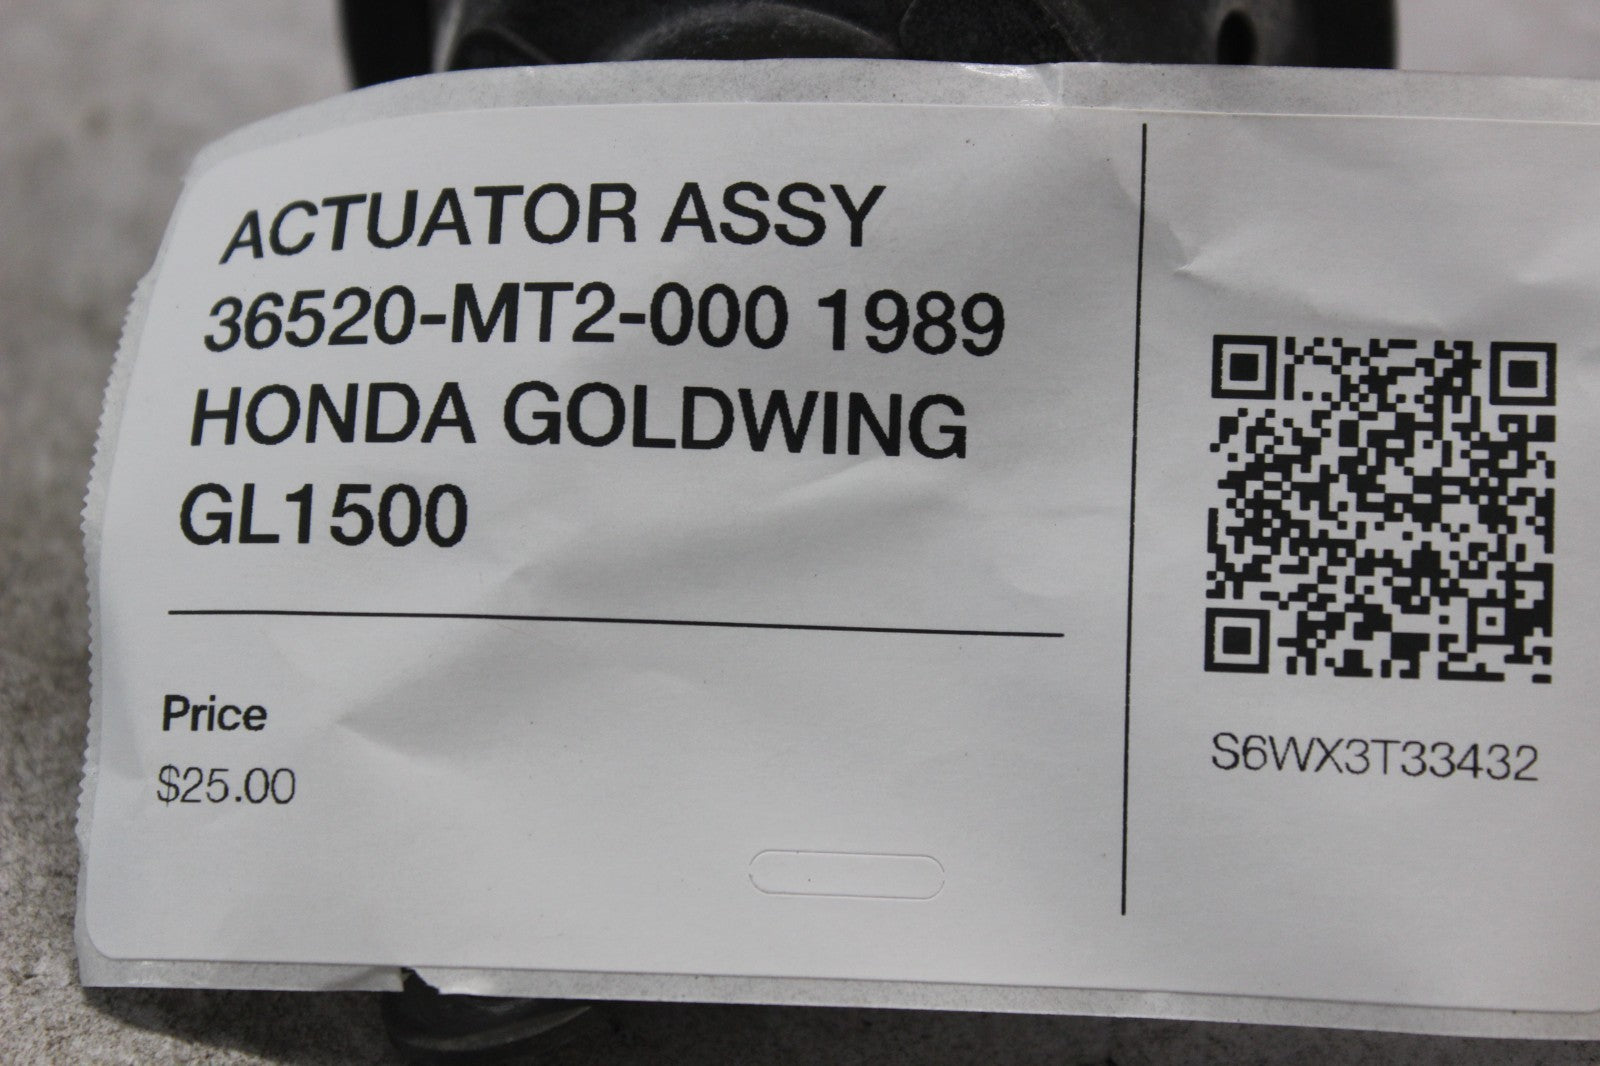 ACTUATOR ASSY
36520-MT2-000 1989
HONDA GOLDWING
GL1500
Price
$25.00
S6WX3T33432